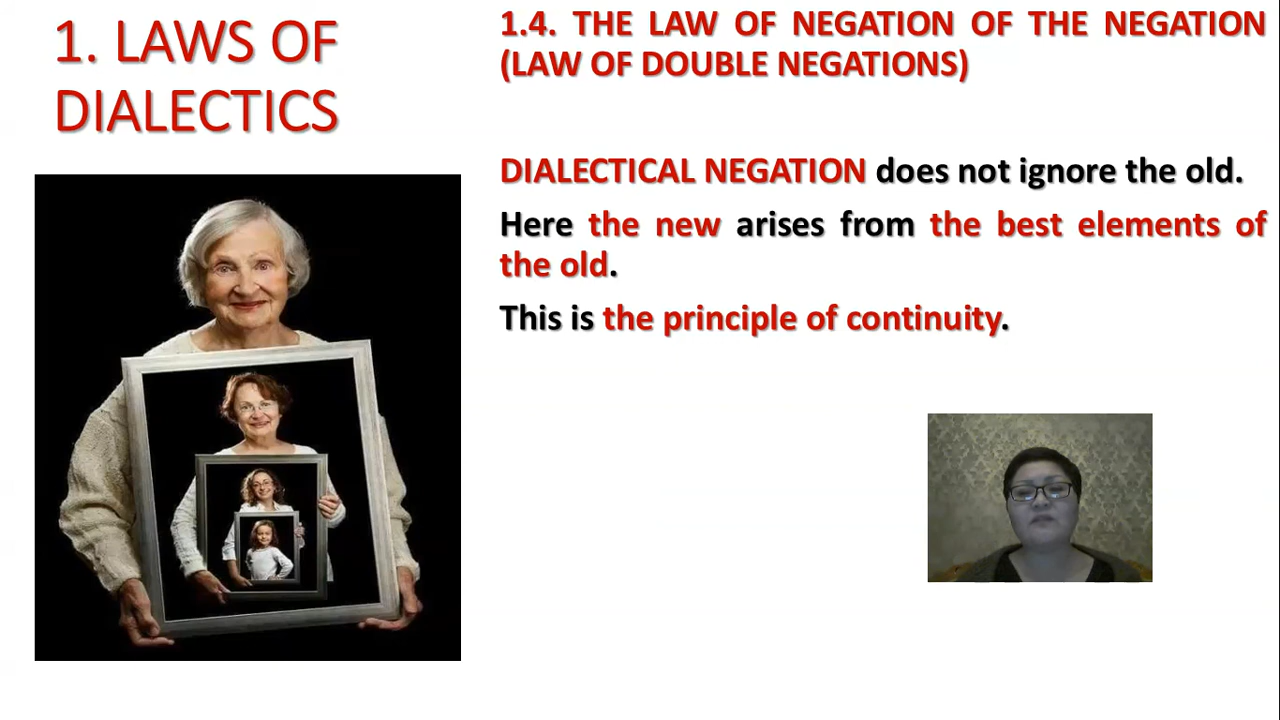 1. LAWS OF
DIALECTICS
1.4. THE LAW OF NEGATION OF THE NEGATION
(LAW OF DOUBLE NEGATIONS)
DIALECTICAL NEGATION does not ignore the old.
Here the new arises from the best elements of
the old.
This is the principle of continuity.